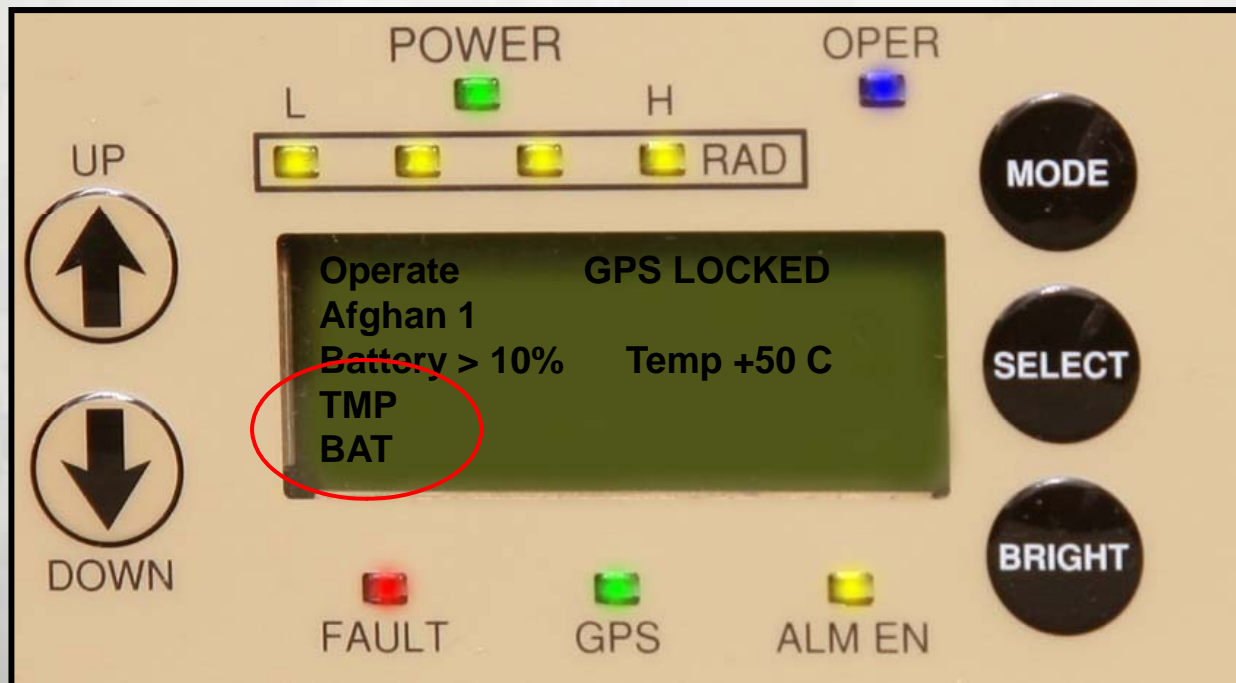 POWER OPER
L H
UP RAD MODE
Operate GPS LOCKED
Afghan 1
Battery > 10% Temp +50 C
SELECT
TMP
BAT
DOWN BRIGHT
FAULT GPS ALM EN